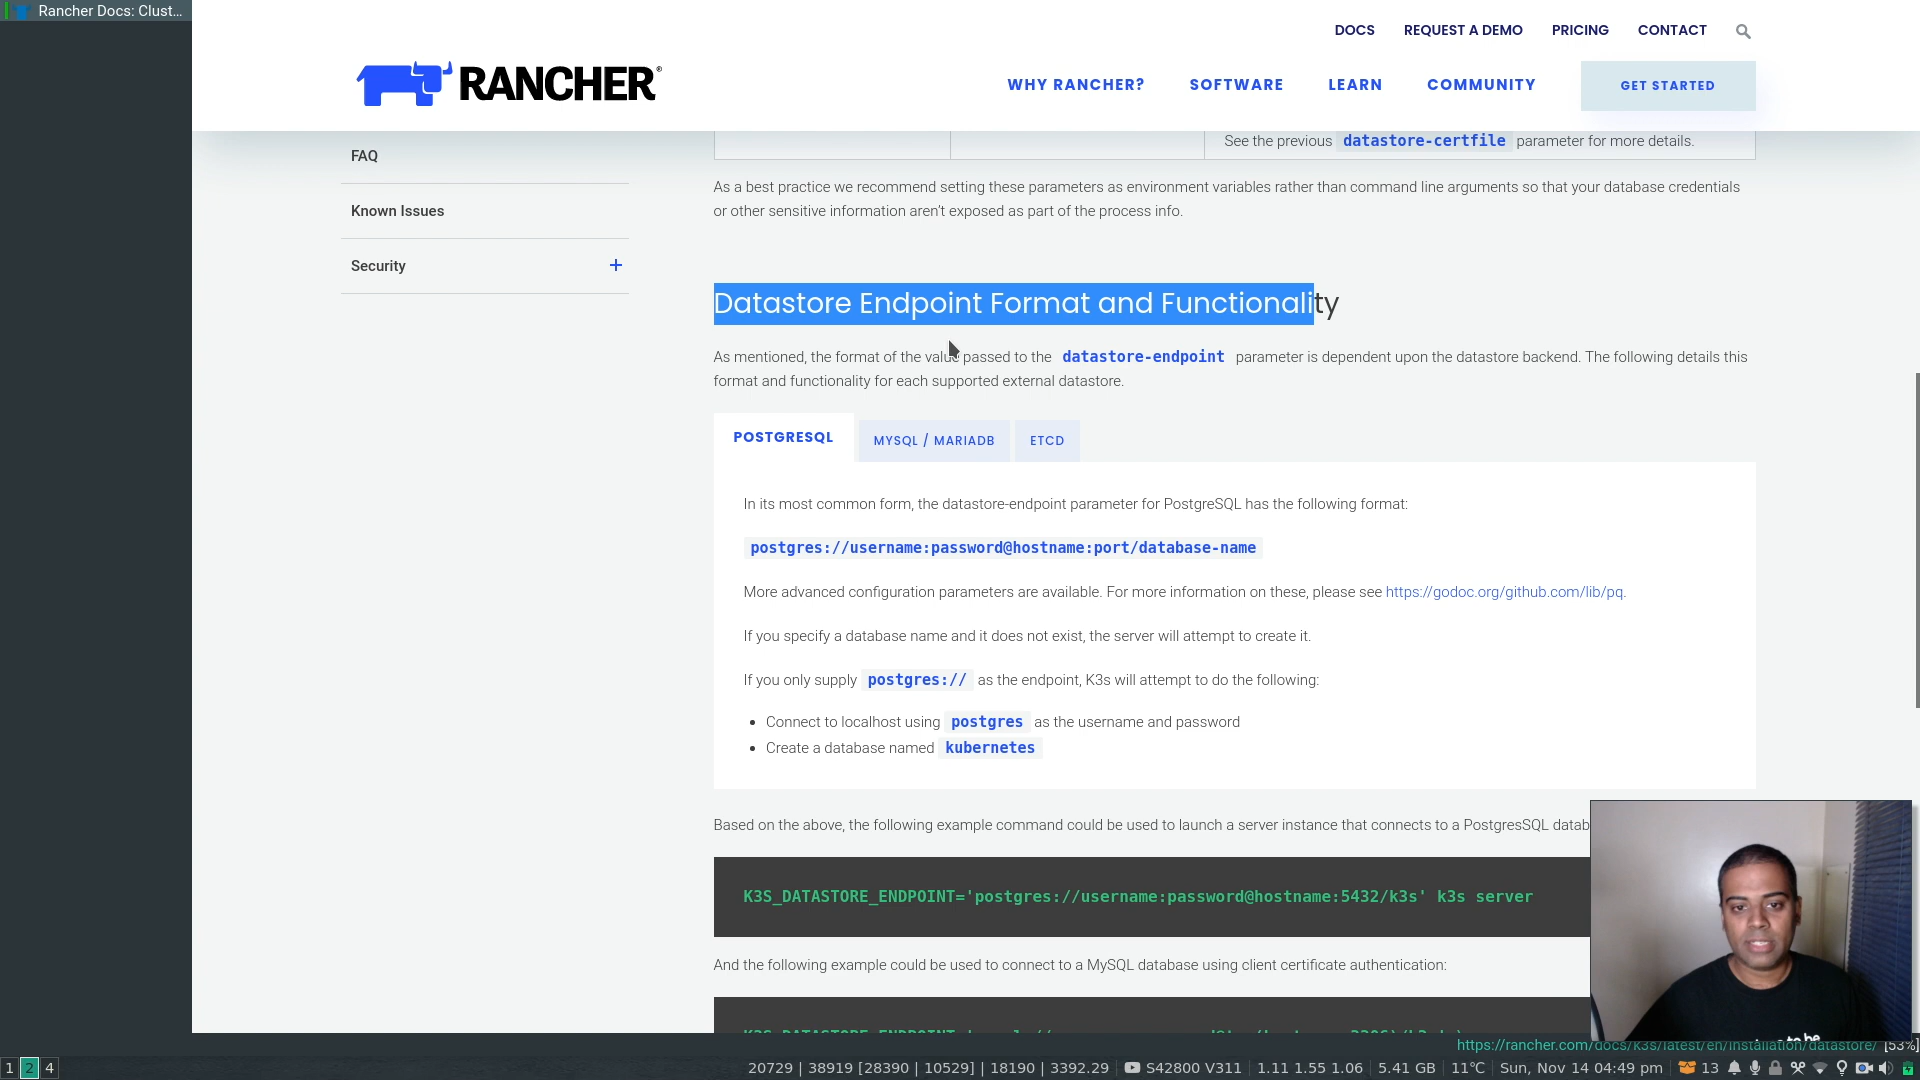 Rancher Docs: Clust...
DOCS REQUEST A DEMO PRICING CONTACT
RANCHER®
WHY RANCHER? SOFTWARE LEARN COMMUNITY GET STARTED
FAQ
Known Issues
Security +
See the previous datastore-certfile parameter for more details.
As a best practice we recommend setting these parameters as environment variables rather than command line arguments so that your database credentials
or other sensitive information aren't exposed as part of the process info.
Datastore Endpoint Format and Functionality
As mentioned, the format of the value passed to the datastore-endpoint parameter is dependent upon the datastore backend. The following details this
format and functionality for each supported external datastore.
POSTGRESQL MYSQL / MARIADB ETCD
In its most common form, the datastore-endpoint parameter for PostgreSQL has the following format:
postgres://username:password@hostname:port/database-name
More advanced configuration parameters are available. For more information on these, please see https://godoc.org/github.com/lib/pq.
If you specify a database name and it does not exist, the server will attempt to create it.
If you only supply postgres:// as the endpoint, K3s will attempt to do the following:
• Connect to localhost using postgres as the username and password
• Create a database named kubernetes
Based on the above, the following example command could be used to launch a server instance that connects to a PostgresSQL datab
K3S_DATASTORE_ENDPOINT='postgres://username:password@hostname:5432/k3s' k3s server
And the following example could be used to connect to a MySQL database using client certificate authentication:
https://rancher.com/docs/k3s/latest/en/installation/datastore/ [53%]
1 2 4
20729 | 38919 [28390 | 10529] | 18190 | 3392.29 S42800 V311 1.11 1.55 1.06 5.41 GB 11℃ Sun, Nov 14 04:49 pm 13